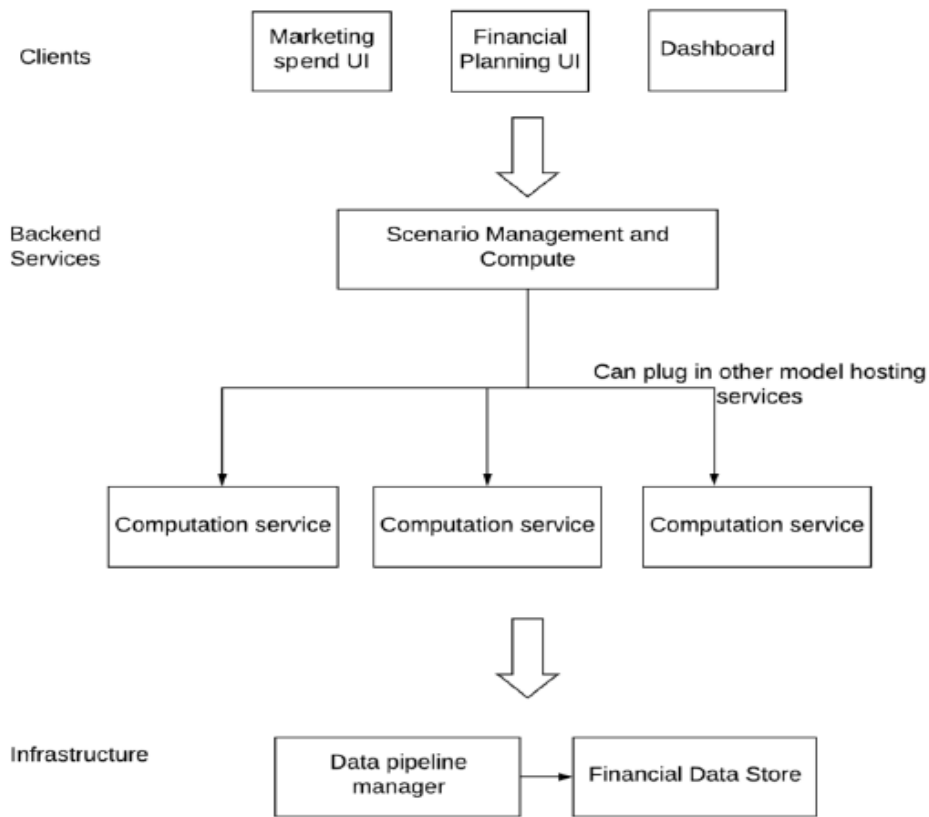 Clients
Marketing
spend UI
Financial
Planning UI
Dashboard
Backend
Services
Scenario Management and
Compute
Can plug in other model hosting
services
Computation service
Computation service
Computation service
Infrastructure
Data pipeline
manager
Financial Data Store